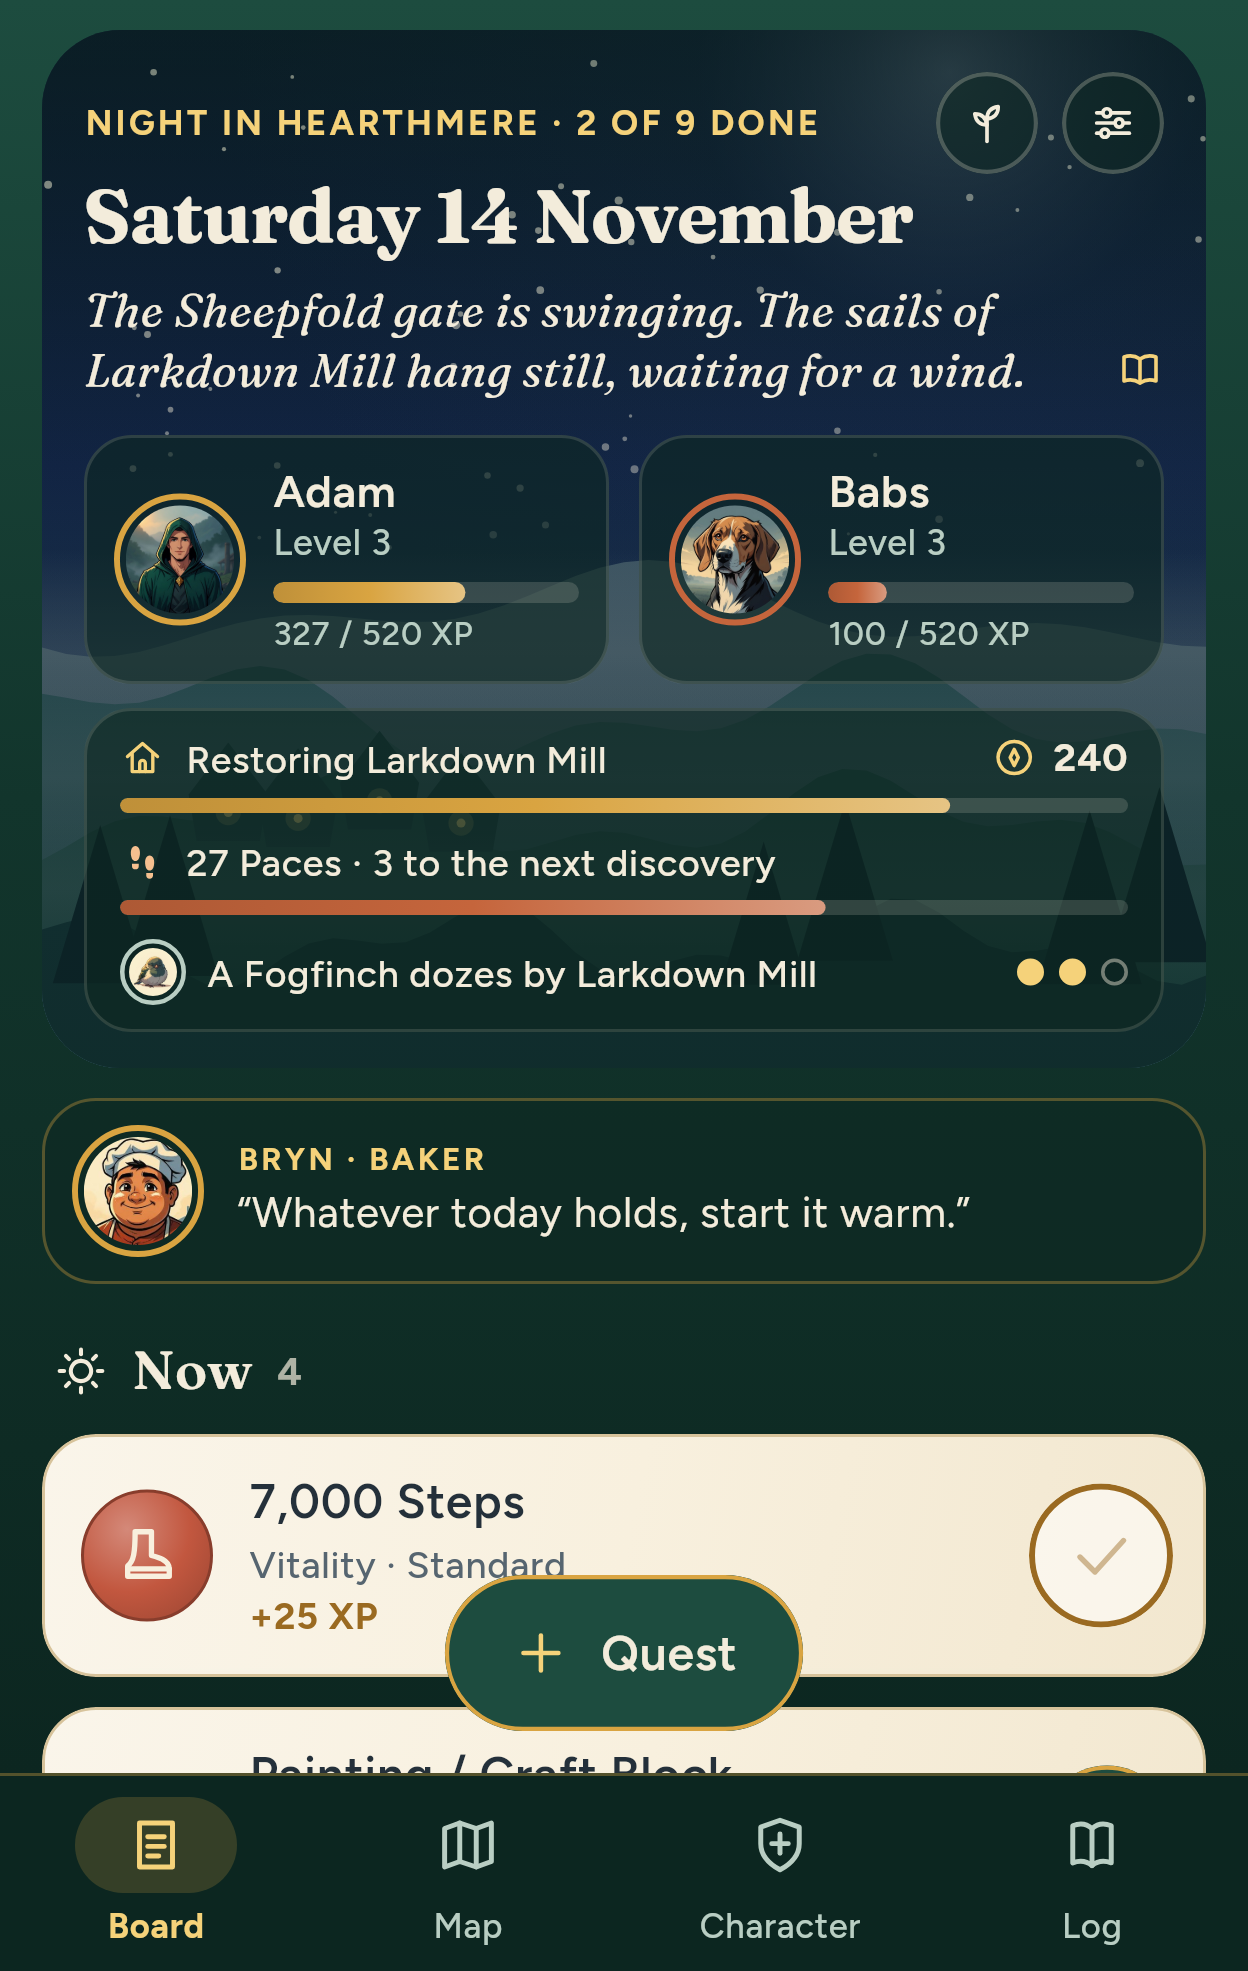 NIGHT IN HEARTHMERE · 2 OF 9 DONE
Saturday 14 November
The Sheepfold gate is swinging. The sails of
Larkdown Mill hang still, waiting for a wind.
Adam
Level 3
327 / 520 XP
Babs
Level 3
100 / 520 XP
Restoring Larkdown Mill
240
27 Paces · 3 to the next discovery
A Fogfinch dozes by Larkdown Mill
BRYN · BAKER
“Whatever today holds, start it warm.”
Now 4
7,000 Steps
Vitality · Standard
+25 XP
Quest
Painting / Craft Block
Board
Map
Character
Log